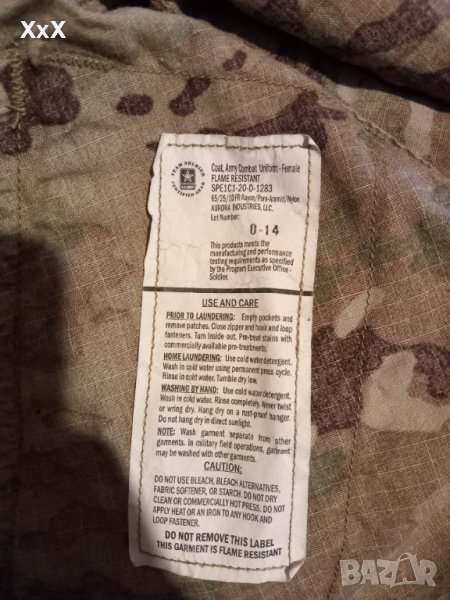 XxX
TEAM SOLDIER
CERTIFIED GEAR
Coat, Army Combat Uniform - Female
FLAME RESISTANT
SPE1C1-20-D-1283
65/25/10 FR Rayon/Para-Aramid/Nylon
AURORA INDUSTRIES, LLC.
Lot Number:
0-14
This products meets the
manufacturing and performance
testing requirements as specified
by the Program Executive Office -
Soldier.
USE AND CARE
PRIOR TO LAUNDERING: Empty pockets and
remove patches. Close zipper and hook and loop
fasteners. Turn inside out. Pre-treat stains with
commercially available pre-treatments.
HOME LAUNDERING: Use cold water detergent.
Wash in cold water using permanent press cycle.
Rinse in cold water. Tumble dry low.
WASHING BY HAND: Use cold water detergent.
Wash in cold water. Rinse completely. Never twist
or wring dry. Hang dry on a rust-proof hanger.
Do not hang dry in direct sunlight.
NOTE: Wash garment separate from other
garments. In military field operations, garment
may be washed with other garments.
CAUTION:
DO NOT USE BLEACH, BLEACH ALTERNATIVES,
FABRIC SOFTENER, OR STARCH. DO NOT DRY
CLEAN OR COMMERCIALLY HOT PRESS. DO NOT
APPLY HEAT OR AN IRON TO ANY HOOK AND
LOOP FASTENER.
DO NOT REMOVE THIS LABEL
THIS GARMENT IS FLAME RESISTANT
BAZAR